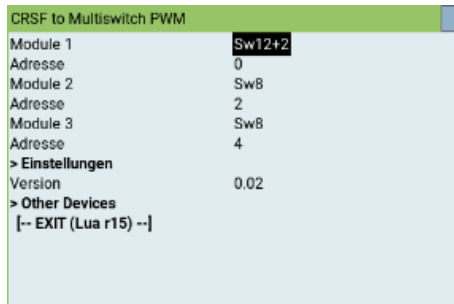 CRSF to Multiswitch PWM
Module 1 Sw12+2
Adresse 0
Module 2 Sw8
Adresse 2
Module 3 Sw8
Adresse 4
> Einstellungen
Version 0.02
> Other Devices
[-- EXIT (Lua r15) --]